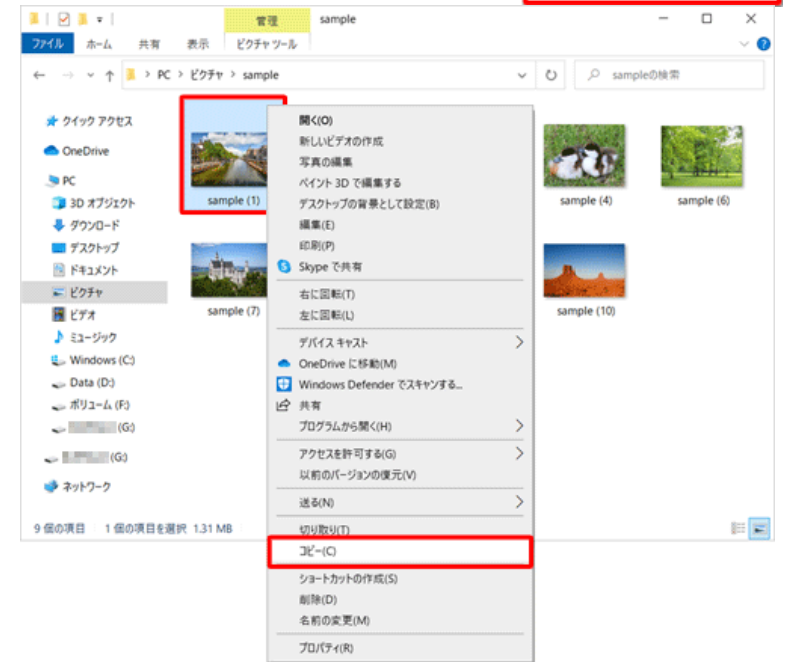 管理
sample
ファイル
ホーム
共有
表示
ピクチャ ツール
PC > ピクチャ > sample
sampleの検索
クイック アクセス
OneDrive
PC
3D オブジェクト
ダウンロード
デスクトップ
ドキュメント
ピクチャ
ビデオ
ミュージック
Windows (C:)
Data (D:)
ボリューム (F:)
(G:)
(G:)
ネットワーク
sample (1)
sample (4)
sample (6)
sample (7)
sample (10)
開く(O)
新しいビデオの作成
写真の編集
ペイント 3D で編集する
デスクトップの背景として設定(B)
編集(E)
印刷(P)
Skype で共有
右に回転(T)
左に回転(L)
デバイス キャスト
OneDrive に移動(M)
Windows Defender でスキャンする...
共有
プログラムから開く(H)
アクセスを許可する(G)
以前のバージョンの復元(V)
送る(N)
切り取り(T)
コピー(C)
ショートカットの作成(S)
削除(D)
名前の変更(M)
プロパティ(R)
9 個の項目
1 個の項目を選択 1.31 MB